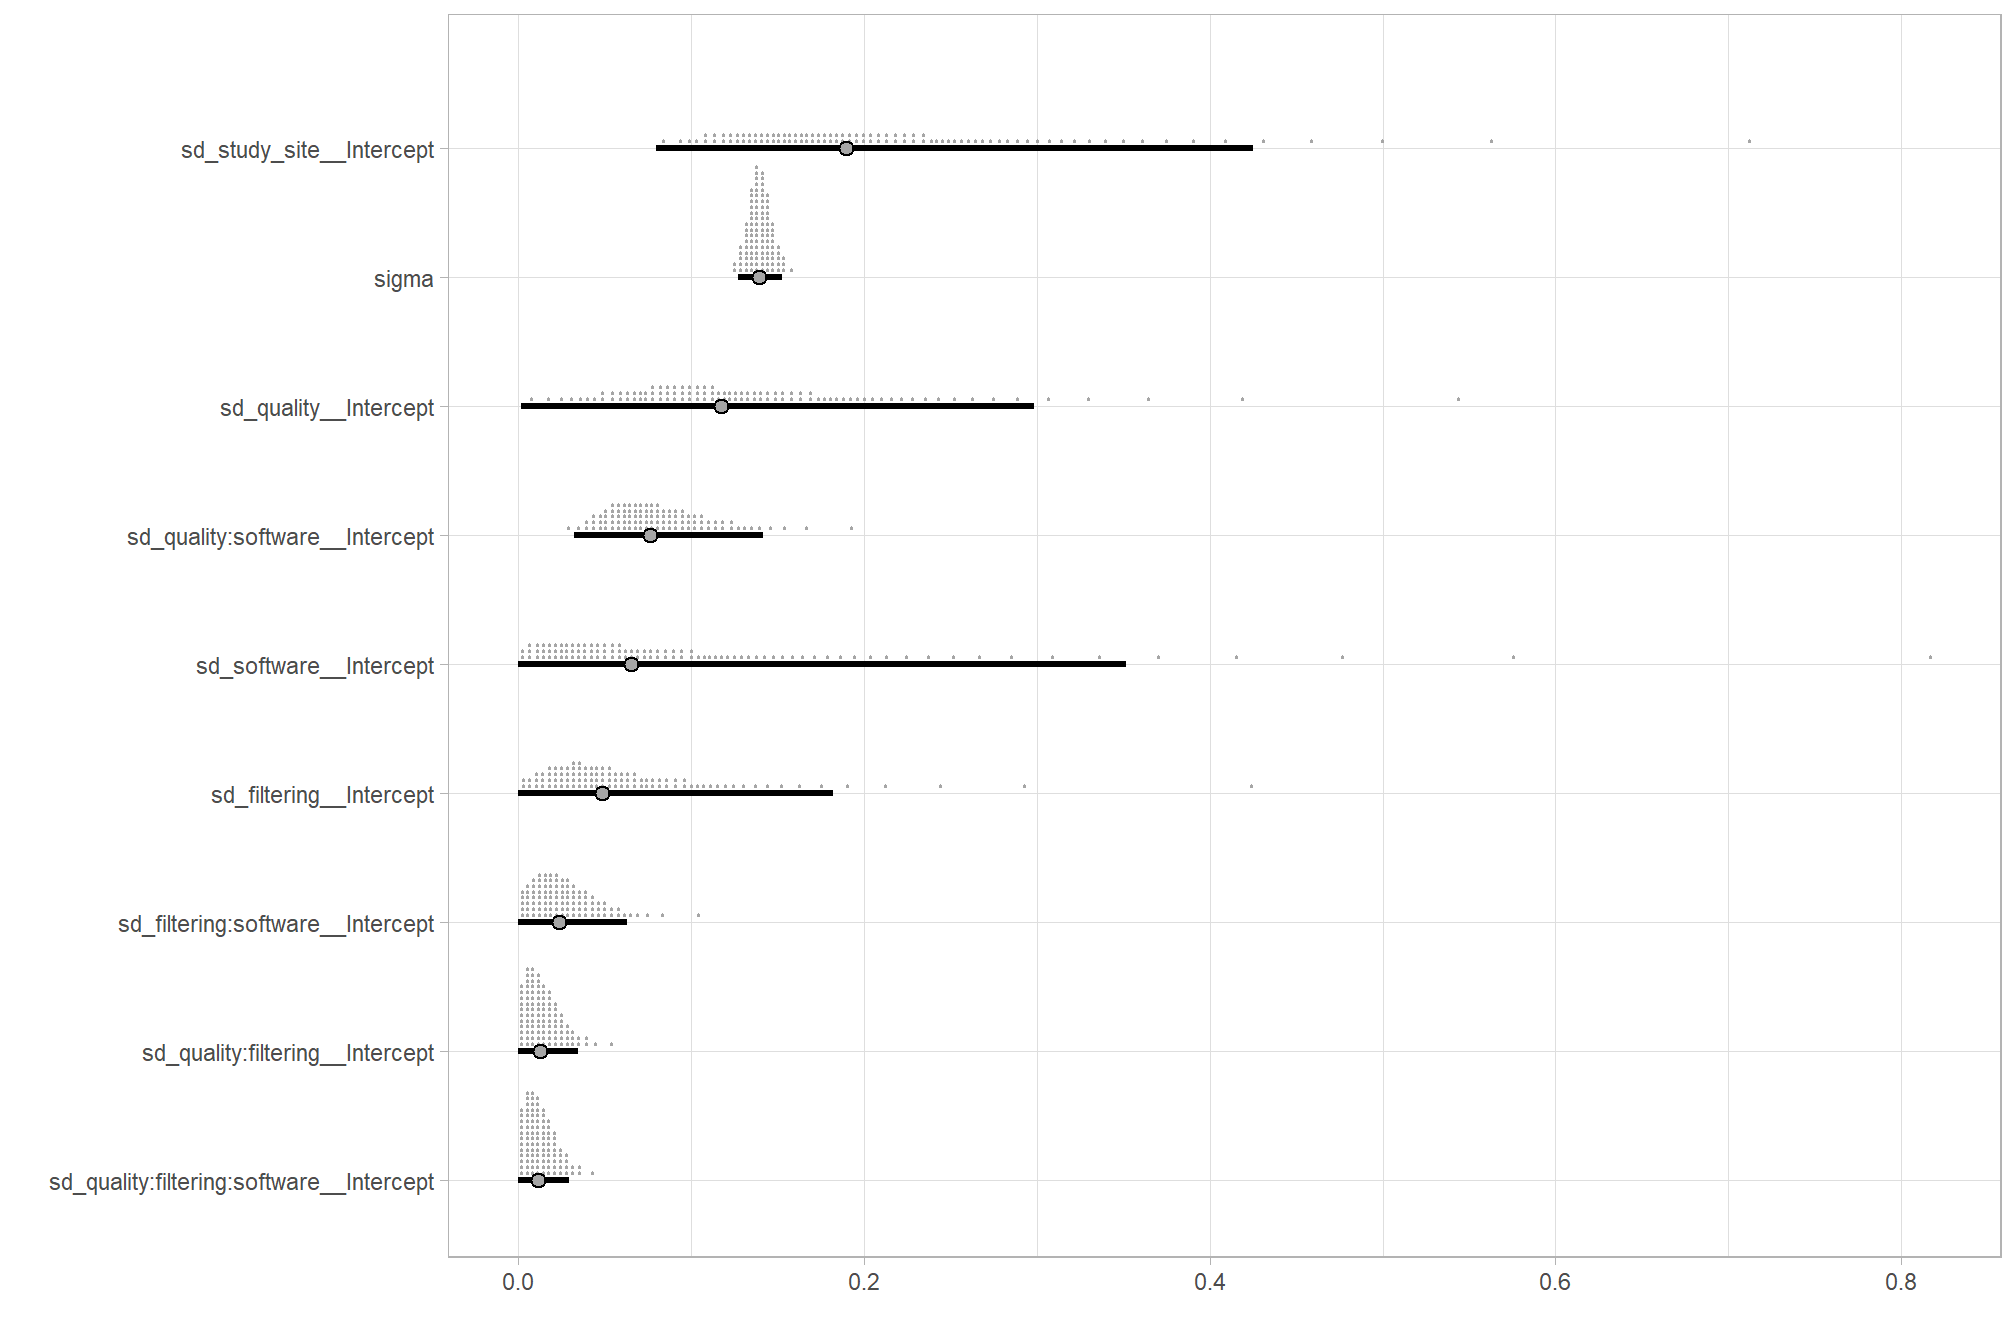 sd_study_site__Intercept
sigma
sd_quality__Intercept
sd_quality:software__Intercept
sd_software__Intercept
sd_filtering__Intercept
sd_filtering:software__Intercept
sd_quality:filtering__Intercept
sd_quality:filtering:software__Intercept
0.0 0.2 0.4 0.6 0.8